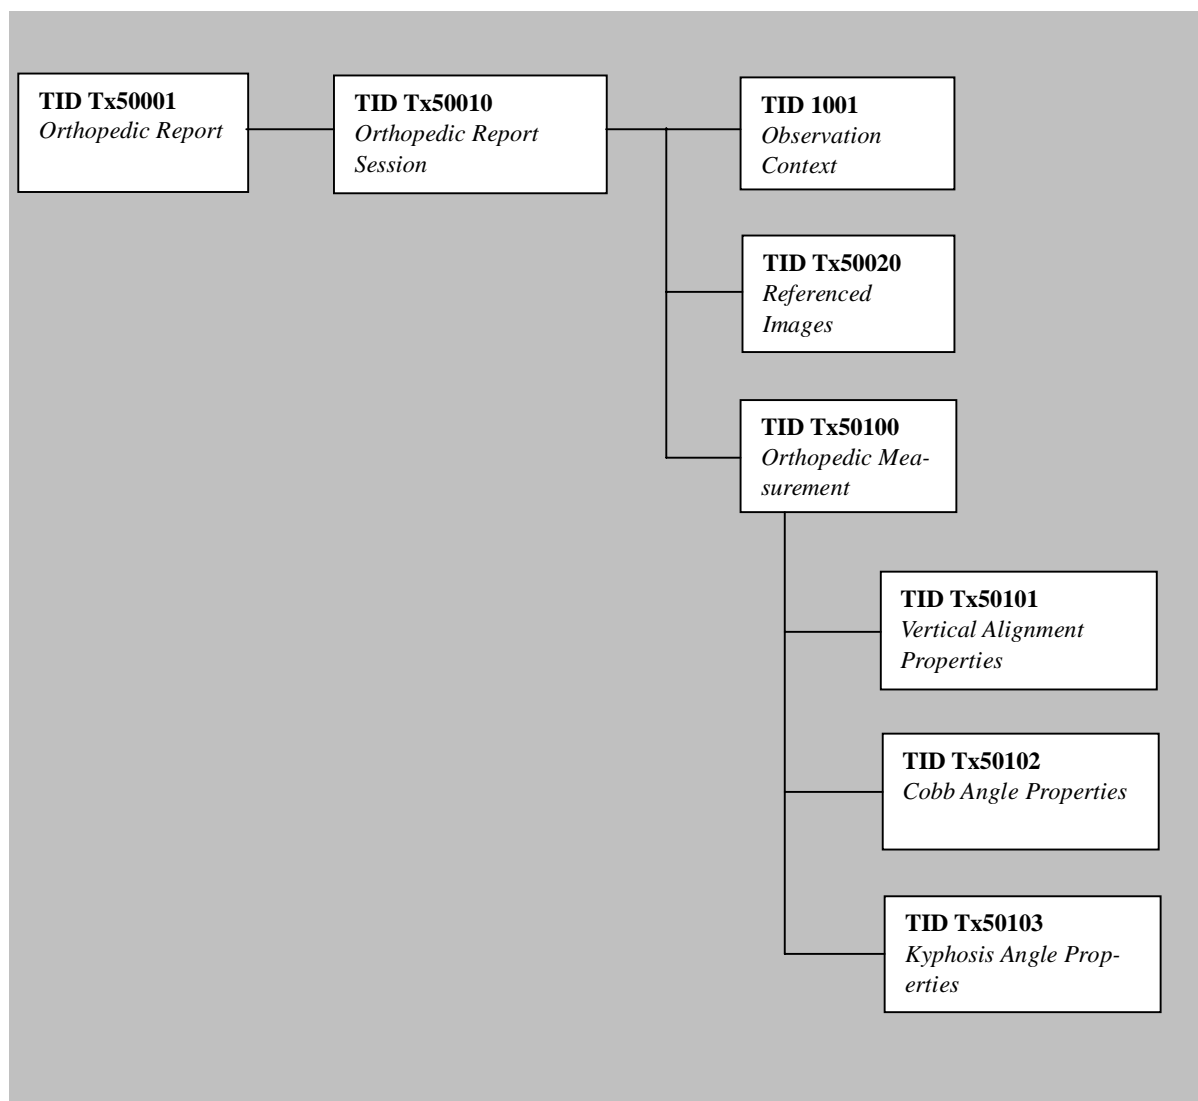 TID Tx50001
Orthopedic Report
TID Tx50010
Orthopedic Report
Session
TID 1001
Observation
Context
TID Tx50020
Referenced
Images
TID Tx50100
Orthopedic Mea-
surement
TID Tx50101
Vertical Alignment
Properties
TID Tx50102
Cobb Angle Properties
TID Tx50103
Kyphosis Angle Prop-
erties